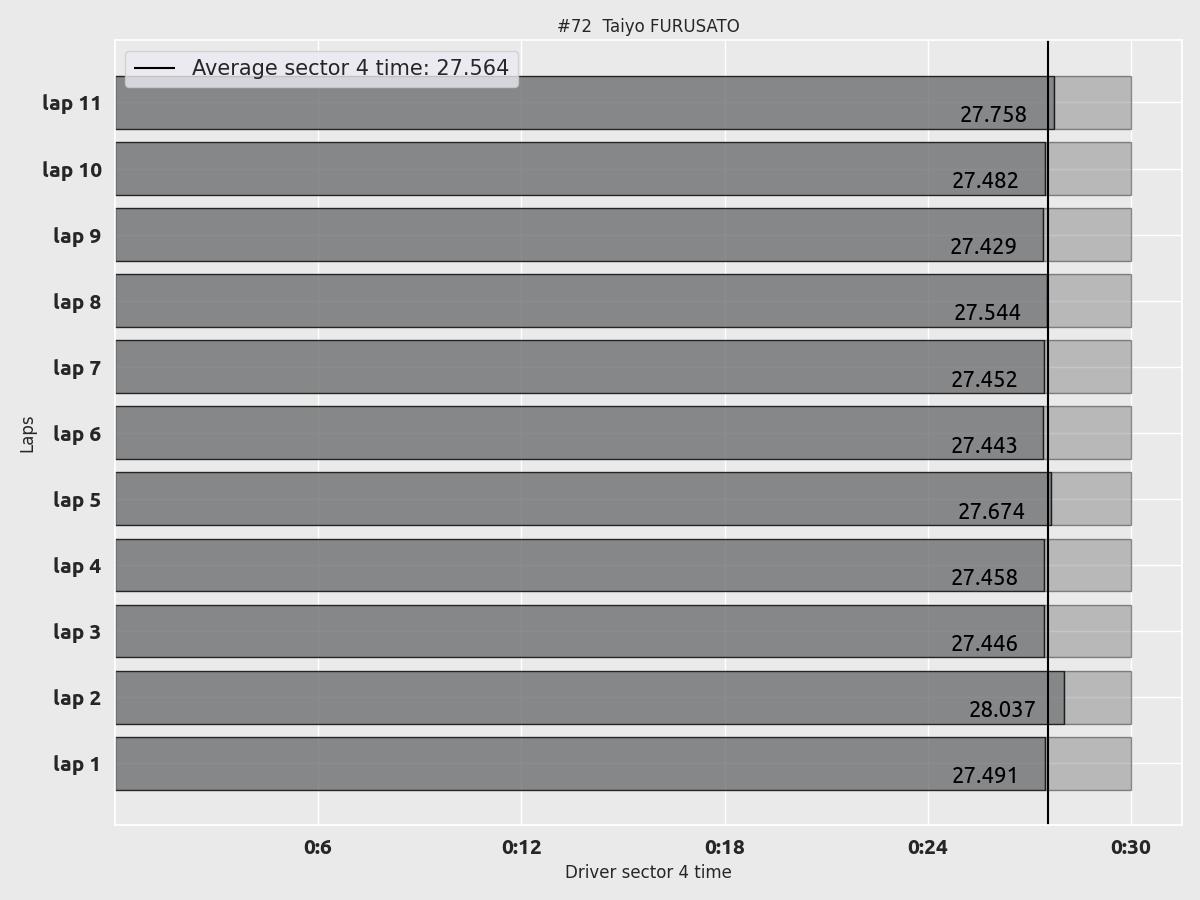 #72  Taiyo FURUSATO
Average sector 4 time: 27.564
lap 11
27.758
lap 10
27.482
lap 9
27.429
lap 8
27.544
lap 7
27.452
lap 6
27.443
Laps
lap 5
27.674
lap 4
27.458
lap 3
27.446
lap 2
28.037
lap 1
27.491
0:6 0:12 0:18 0:24 0:30
Driver sector 4 time